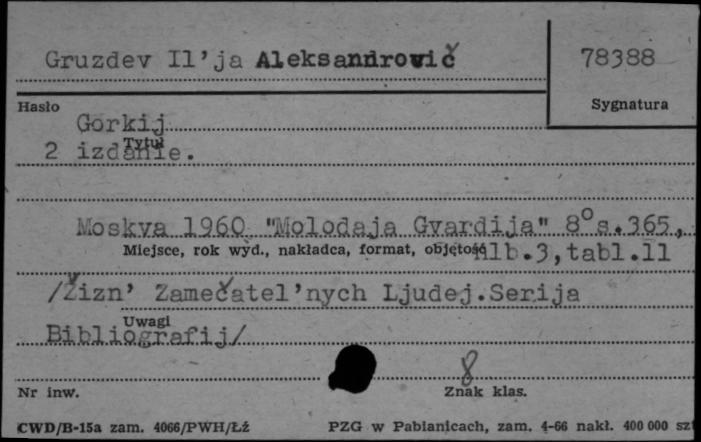 Gruzdev Il'ja Aleksandrovič 78388
Hasło Sygnatura
Gorkij
Tytuł
2 izdanie.
Moskva 1960 "Molodaja Gvardija" 8° s.365,
Miejsce, rok wyd., nakładca, format, objętość
alb.3,tabl.11
/Žizn' Zamečatel'nych Ljudej.Serija
Uwagi
Bibliografij/
8
Nr inw. Znak klas.
CWD/B-15a zam. 4066/PWH/Łź PZG w Pabianicach, zam. 4-66 nakł. 400 000 szt